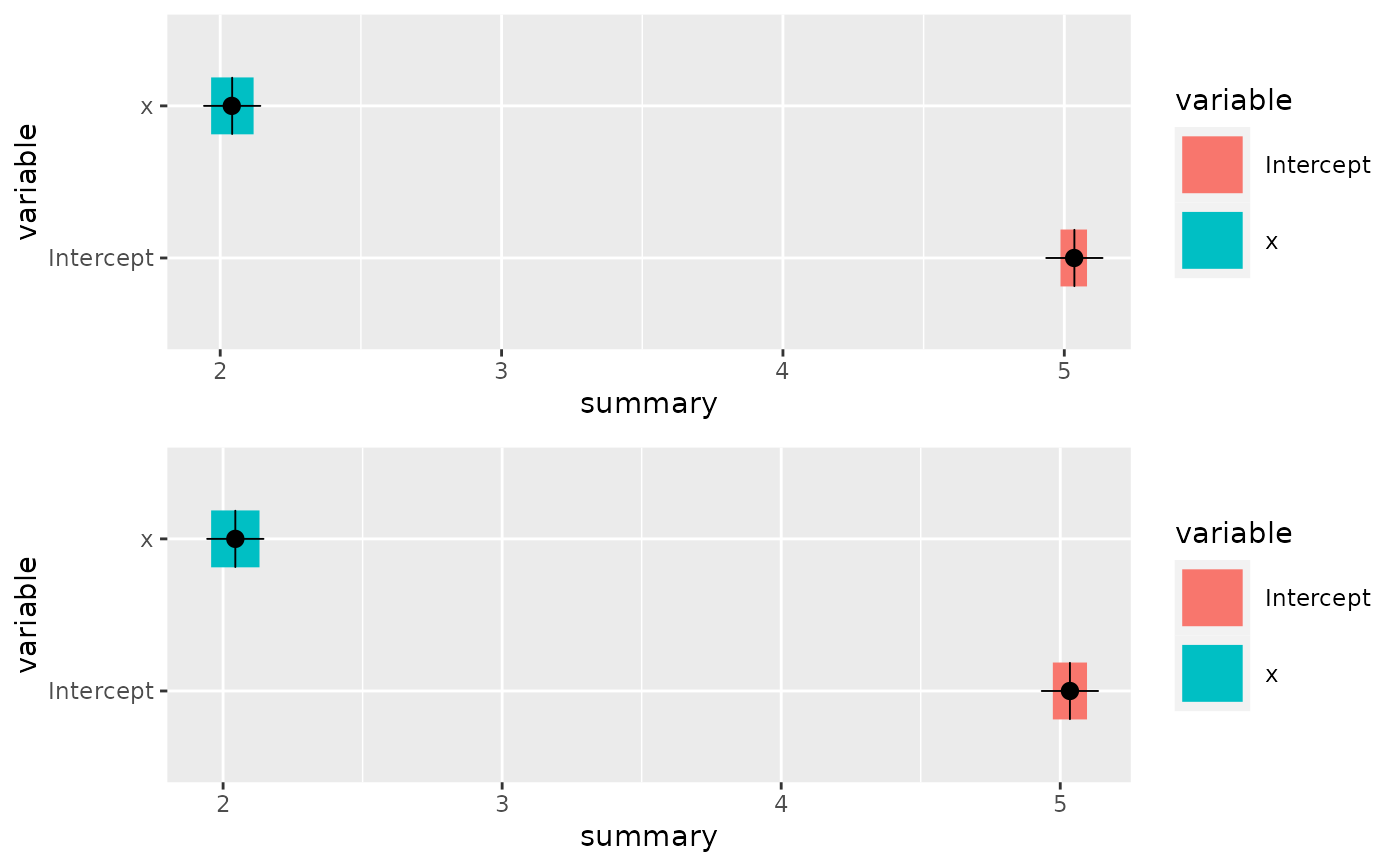 variable
x
Intercept
2 3 4 5
summary
variable
Intercept
x
variable
x
Intercept
2 3 4 5
summary
variable
Intercept
x